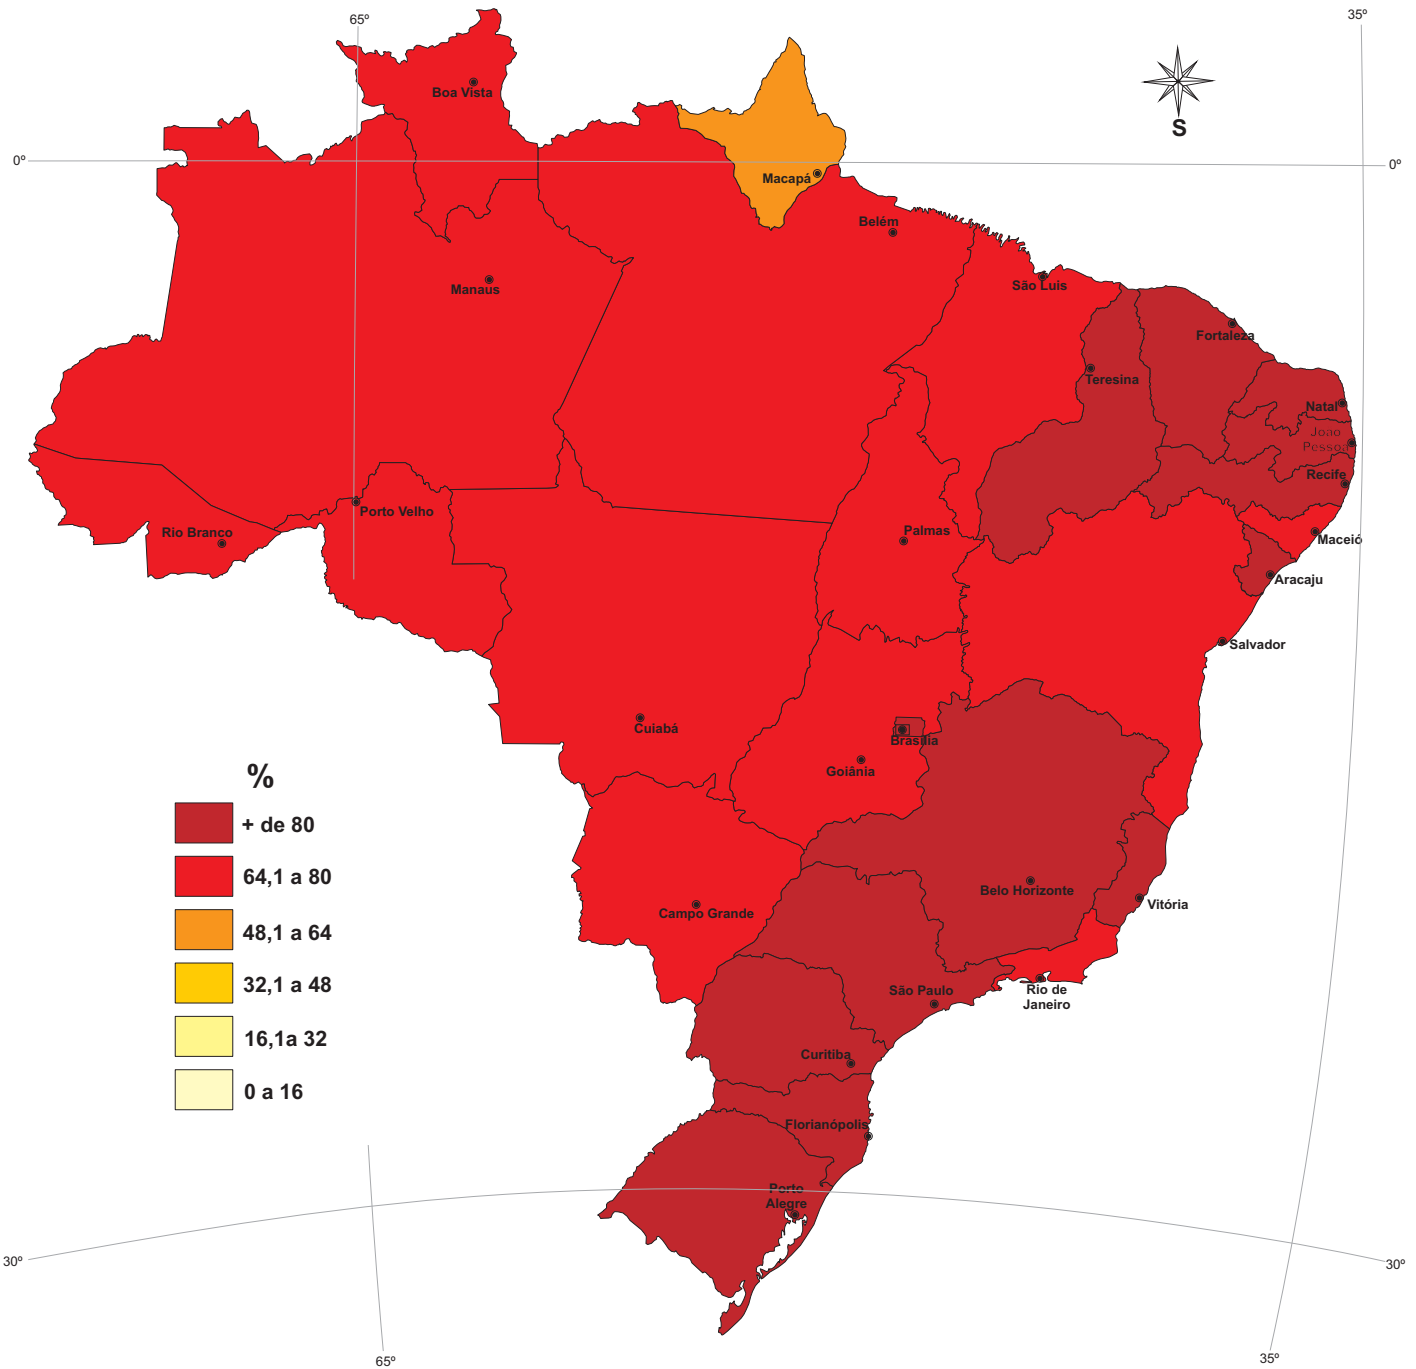 65º
35º
Boa Vista
S
0º
0º
Macapá
Belém
Manaus
São Luis
Fortaleza
Teresina
Natal
Joao
Pessoa
Recife
Porto Velho
Rio Branco
Palmas
Maceió
Aracaju
Salvador
Cuiabá
Brasília
Goiânia
%
+ de 80
64,1 a 80
48,1 a 64
32,1 a 48
16,1a 32
0 a 16
Belo Horizonte
Vitória
Campo Grande
São Paulo
Rio de
Janeiro
Curitiba
Florianópolis
Porto
Alegre
30º
30º
65º
35º